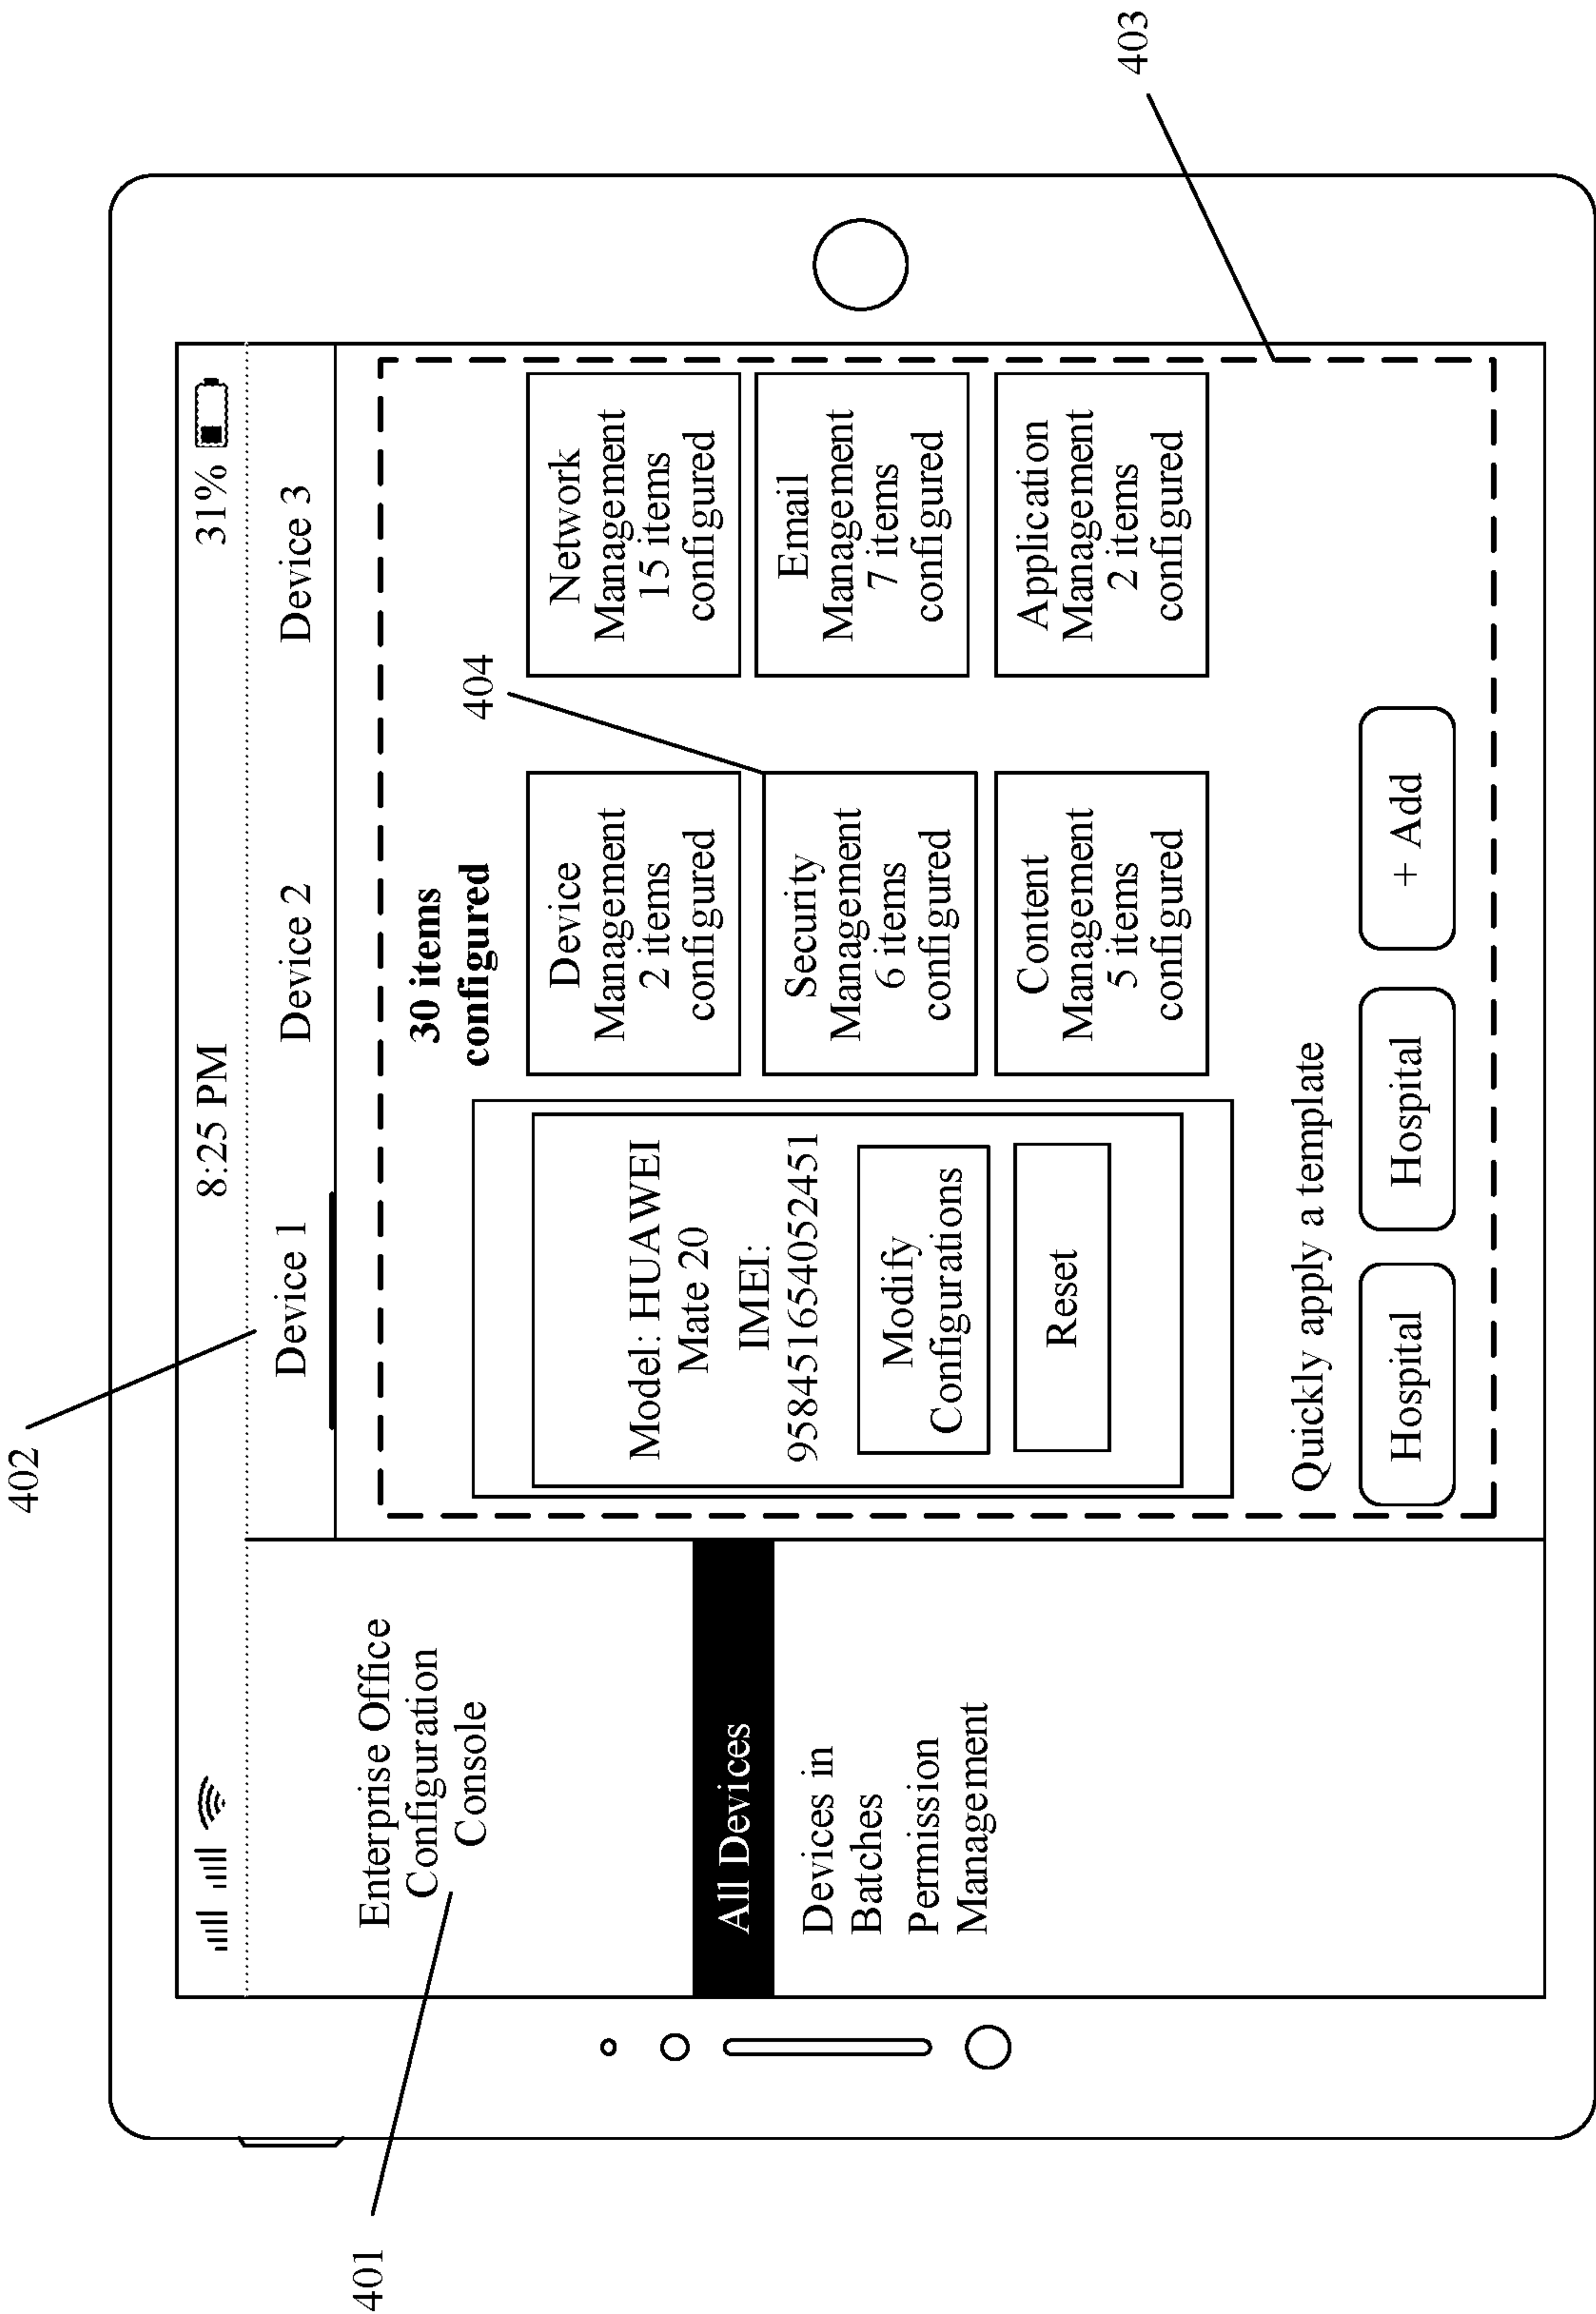 402
8:25 PM
31%
Device 1
Device 2
Device 3
Enterprise Office
Configuration
Console
401
All Devices
Devices in
Batches
Permission
Management
30 items
configured
404
Model: HUAWEI
Mate 20
IMEI:
958451654052451
Modify
Configurations
Reset
Device
Management
2 items
configured
Network
Management
15 items
configured
Security
Management
6 items
configured
Email
Management
7 items
configured
Content
Management
5 items
configured
Application
Management
2 items
configured
Quickly apply a template
Hospital
Hospital
+ Add
403